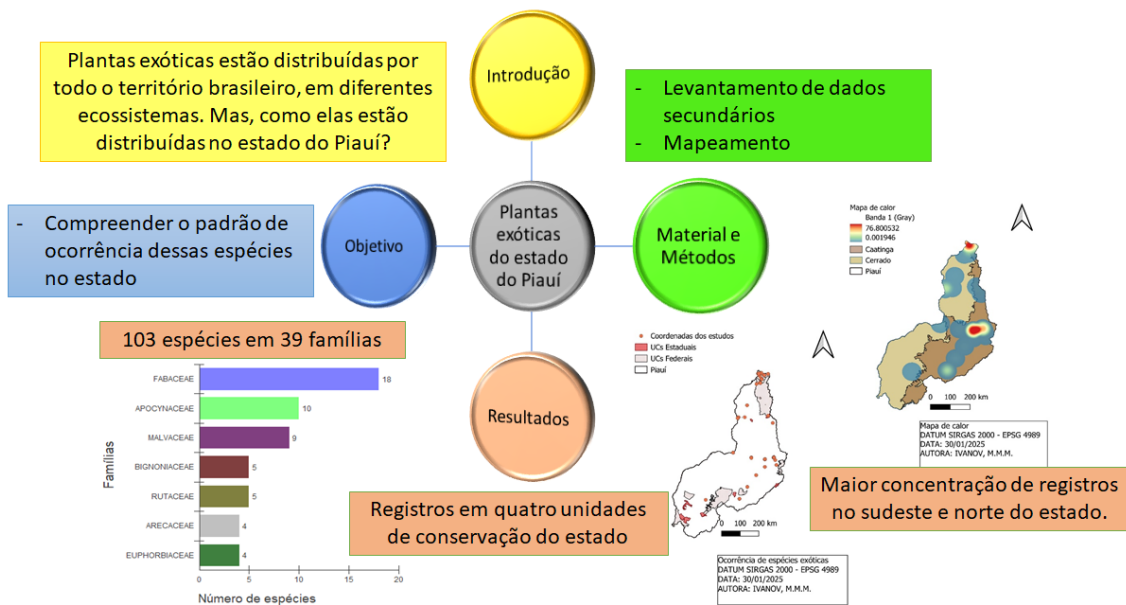 Plantas exóticas estão distribuídas por
todo o território brasileiro, em diferentes
ecossistemas. Mas, como elas estão
distribuídas no estado do Piauí?
Introdução
- Levantamento de dados
secundários
- Mapeamento
- Compreender o padrão de
ocorrência dessas espécies
no estado
Objetivo
Plantas
exóticas
do estado
do Piauí
Material e
Métodos
Mapa de calor
Banda 1 (Gray)
76.800532
0.001946
Caatinga
Cerrado
Piauí
0 100 200 km
Mapa de calor
DATUM SIRGAS 2000 - EPSG 4989
DATA: 30/01/2025
AUTORA: IVANOV, M.M.M.
103 espécies em 39 famílias
Famílias
FABACEAE 18
APOCYNACEAE 10
MALVACEAE 9
BIGNONIACEAE 5
RUTACEAE 5
ARECACEAE 4
EUPHORBIACEAE 4
0 5 10 15 20
Número de espécies
Resultados
Coordenadas dos estudos
UCs Estaduais
UCs Federais
Piauí
0 100 200 km
Registros em quatro unidades
de conservação do estado
Ocorrência de espécies exóticas
DATUM SIRGAS 2000 - EPSG 4989
DATA: 30/01/2025
AUTORA: IVANOV, M.M.M.
Maior concentração de registros
no sudeste e norte do estado.